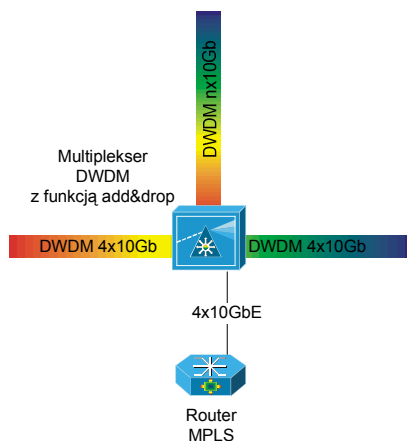 DWDM nx10Gb
Multiplekser
DWDM
z funkcją add&drop
DWDM 4x10Gb
DWDM 4x10Gb
4x10GbE
Router
MPLS